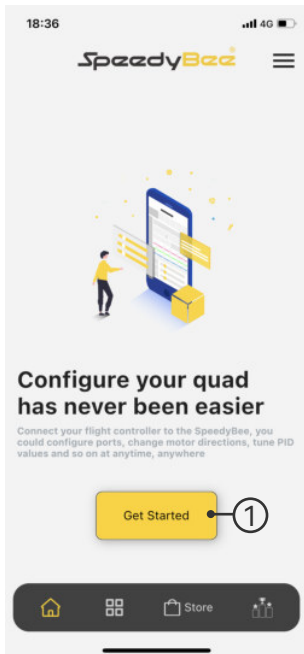 18:36 4G
SpeedyBee®
Configure your quad
has never been easier
Connect your flight controller to the SpeedyBee, you
could configure ports, change motor directions, tune PID
values and so on at anytime, anywhere
Get Started 1
Store